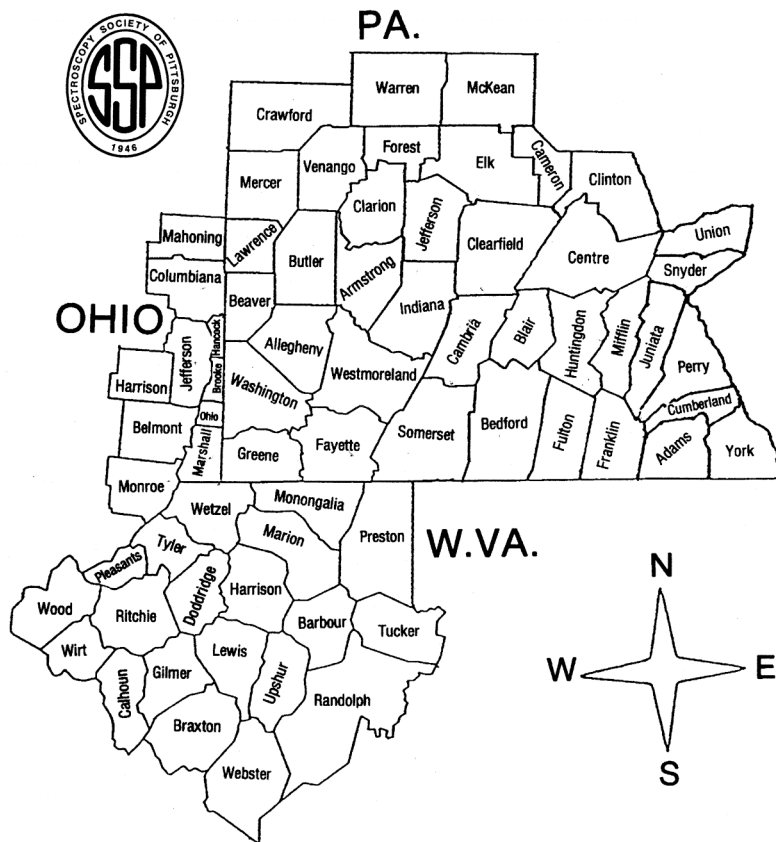 PA.
SPECTROSCOPY SOCIETY OF PITTSBURGH
SSP
1946
Warren
McKean
Crawford
Forest
Elk
Cameron
Clinton
Venango
Mercer
Clarion
Jefferson
Union
Mahoning
Lawrence
Butler
Clearfield
Centre
Snyder
Columbiana
Armstrong
Beaver
Indiana
OHIO
Hancock
Allegheny
Cambria
Blair
Huntingdon
Mifflin
Juniata
Jefferson
Perry
Harrison
Brooke
Washington
Westmoreland
Cumberland
Ohio
Belmont
Marshall
Greene
Fayette
Somerset
Bedford
Fulton
Franklin
Adams
York
Monroe
Wetzel
Monongalia
Marion
Preston
W.VA.
Tyler
Pleasants
Doddridge
Harrison
Wood
Ritchie
Barbour
Tucker
Wirt
Lewis
Gilmer
Upshur
Calhoun
Randolph
Braxton
Webster
N
W
E
S